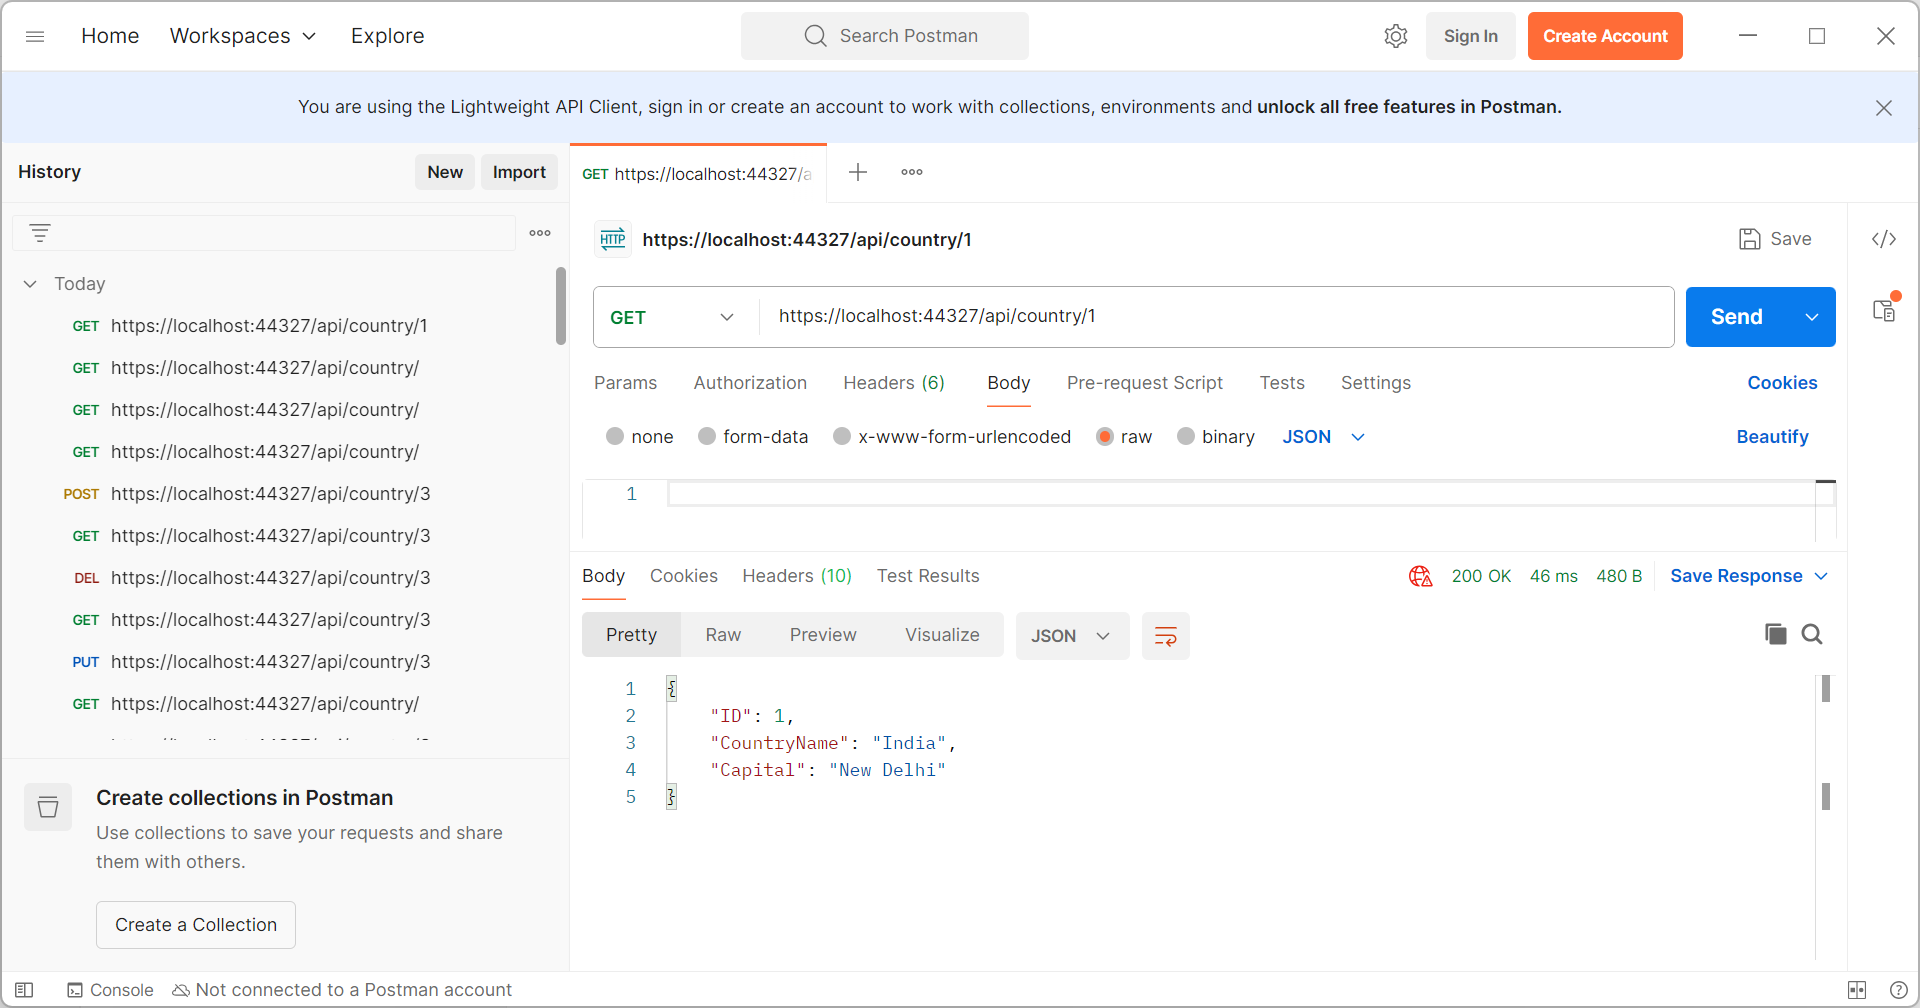 Home Workspaces Explore Search Postman Sign In Create Account
You are using the Lightweight API Client, sign in or create an account to work with collections, environments and unlock all free features in Postman.
History New Import
Today
GET https://localhost:44327/api/country/1
GET https://localhost:44327/api/country/
GET https://localhost:44327/api/country/
GET https://localhost:44327/api/country/
POST https://localhost:44327/api/country/3
GET https://localhost:44327/api/country/3
DEL https://localhost:44327/api/country/3
GET https://localhost:44327/api/country/3
PUT https://localhost:44327/api/country/3
GET https://localhost:44327/api/country/
Create collections in Postman
Use collections to save your requests and share
them with others.
Create a Collection
GET https://localhost:44327/a
HTTP https://localhost:44327/api/country/1 Save </>
GET https://localhost:44327/api/country/1 Send
Params Authorization Headers (6) Body Pre-request Script Tests Settings Cookies
none form-data x-www-form-urlencoded raw binary JSON Beautify
1
Body Cookies Headers (10) Test Results 200 OK 46 ms 480 B Save Response
Pretty Raw Preview Visualize JSON
1 {
2 "ID": 1,
3 "CountryName": "India",
4 "Capital": "New Delhi"
5 }
Console Not connected to a Postman account